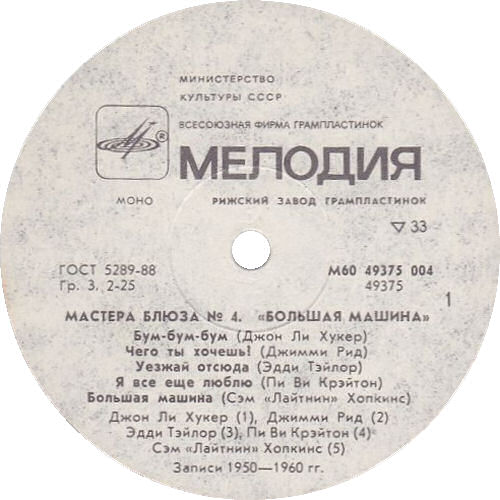 МИНИСТЕРСТВО
КУЛЬТУРЫ СССР
ВСЕСОЮЗНАЯ ФИРМА ГРАМПЛАСТИНОК
МЕЛОДИЯ
МОНО
РИЖСКИЙ ЗАВОД ГРАМПЛАСТИНОК
▽ 33
ГОСТ 5289-88
М60 49375 004
Гр. 3. 2-25
49375
1
МАСТЕРА БЛЮЗА № 4. «БОЛЬШАЯ МАШИНА»
Бум-бум-бум (Джон Ли Хукер)
Чего ты хочешь? (Джимми Рид)
Уезжай отсюда (Эдди Тэйлор)
Я все еще люблю (Пи Ви Крэйтон)
Большая машина (Сэм «Лайтнин» Хопкинс)
Джон Ли Хукер (1), Джимми Рид (2)
Эдди Тэйлор (3), Пи Ви Крэйтон (4)
Сэм «Лайтнин» Хопкинс (5)
Записи 1950—1960 гг.